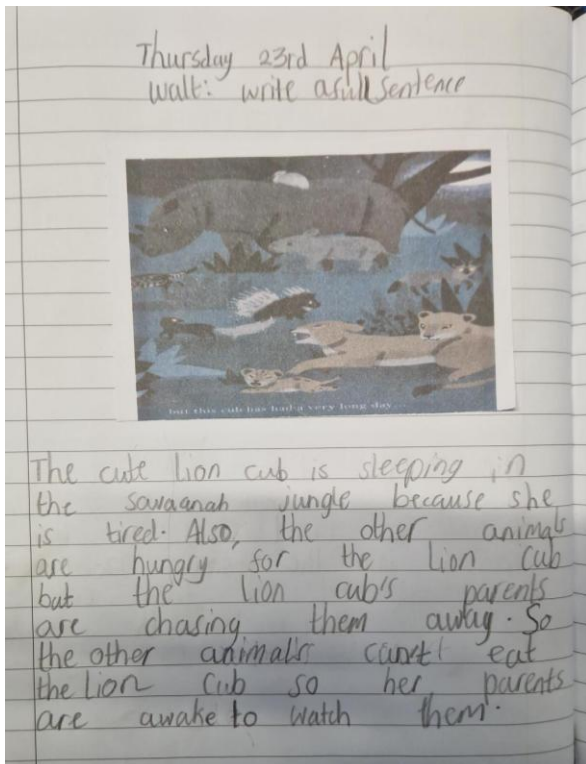 Thursday 23rd April
Walt: write a full sentence
but this cub has had a very long day...
The cute lion cub is sleeping in
the savaanah jungle because she
is tired. Also, the other animals
are hungry for the lion cub
but the lion cub's parents
are chasing them away. So
the other animals can't eat
the lion cub so her parents
are awake to watch them.